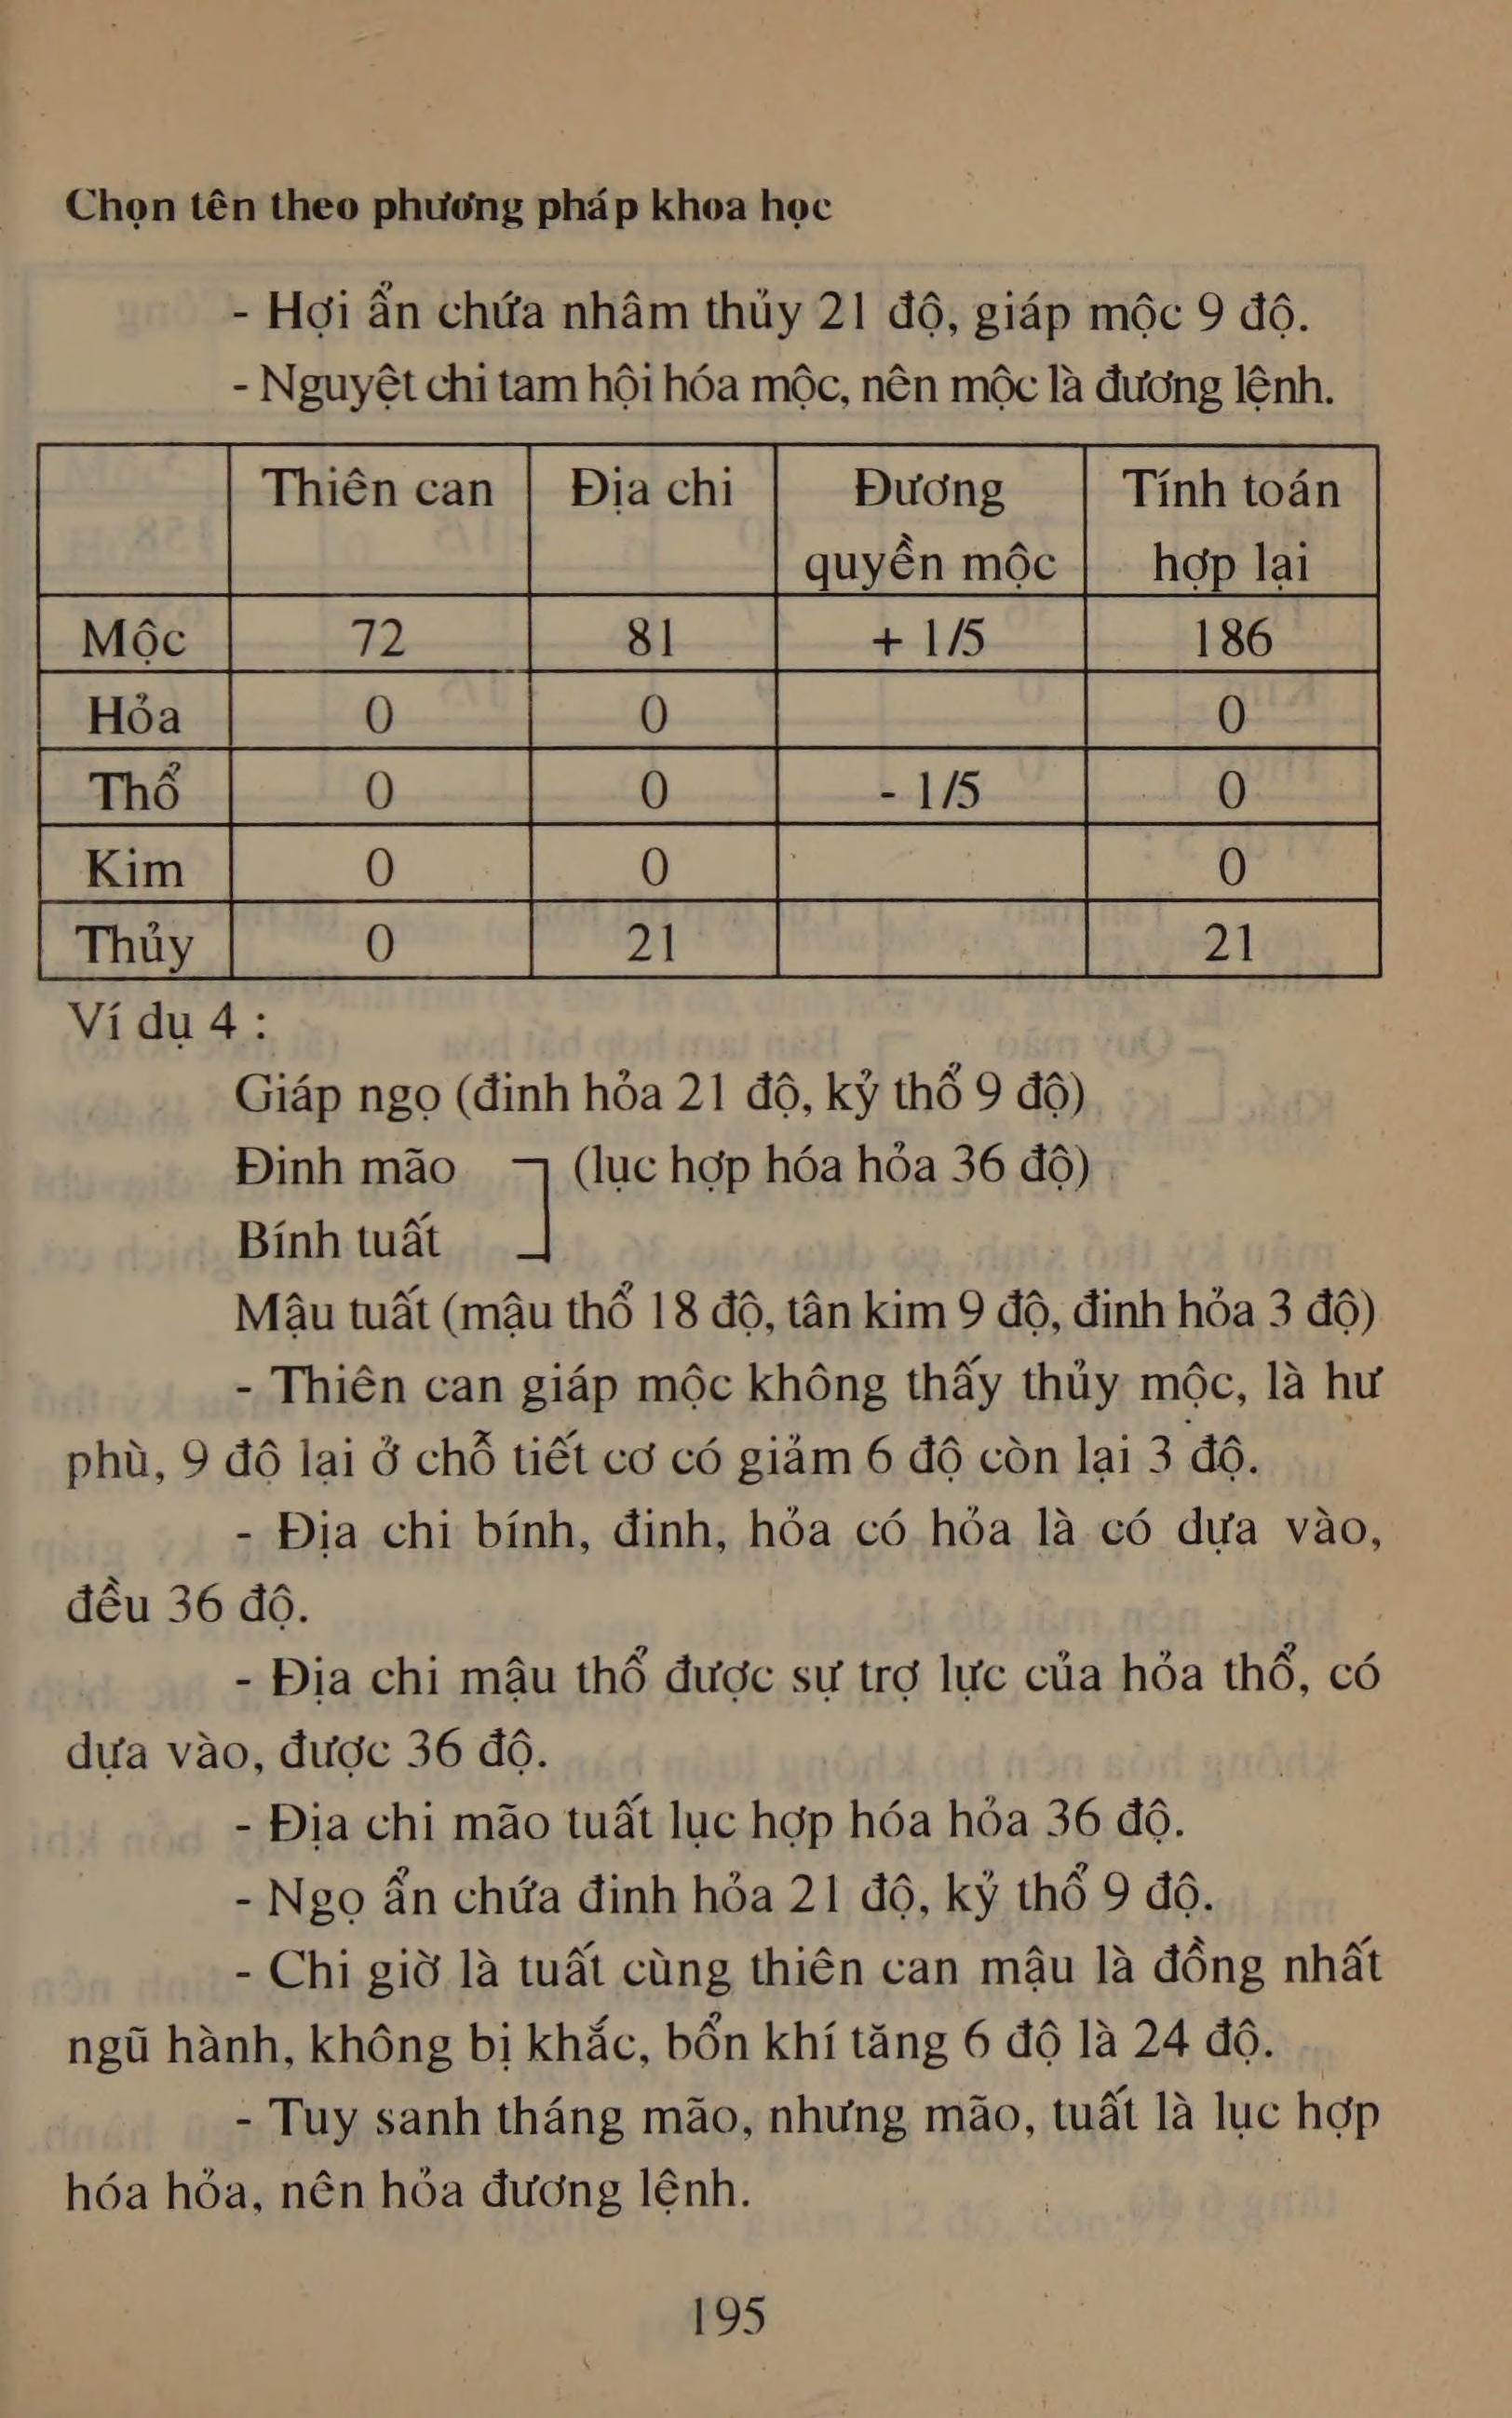 Chọn tên theo phương pháp khoa học
- Hợi ẩn chứa nhâm thủy 21 độ, giáp mộc 9 độ.
- Nguyệt chi tam hội hóa mộc, nên mộc là đương lệnh.
Thiên can Địa chi Đương quyền mộc Tính toán hợp lại
Mộc 72 81 + 1/5 186
Hỏa 0 0 0
Thổ 0 0 - 1/5 0
Kim 0 0 0
Thủy 0 21 21
Ví dụ 4 :
Giáp ngọ (đinh hỏa 21 độ, kỷ thổ 9 độ)
Đinh mão (lục hợp hóa hỏa 36 độ)
Bính tuất
Mậu tuất (mậu thổ 18 độ, tân kim 9 độ, đinh hỏa 3 độ)
- Thiên can giáp mộc không thấy thủy mộc, là hư
phù, 9 độ lại ở chỗ tiết cơ có giảm 6 độ còn lại 3 độ.
- Địa chi bính, đinh, hỏa có hỏa là có dựa vào,
đều 36 độ.
- Địa chi mậu thổ được sự trợ lực của hỏa thổ, có
dựa vào, được 36 độ.
- Địa chi mão tuất lục hợp hóa hỏa 36 độ.
- Ngọ ẩn chứa đinh hỏa 21 độ, kỷ thổ 9 độ.
- Chi giờ là tuất cùng thiên can mậu là đồng nhất
ngũ hành, không bị khắc, bổn khí tăng 6 độ là 24 độ.
- Tuy sanh tháng mão, nhưng mão, tuất là lục hợp
hóa hỏa, nên hỏa đương lệnh.
195